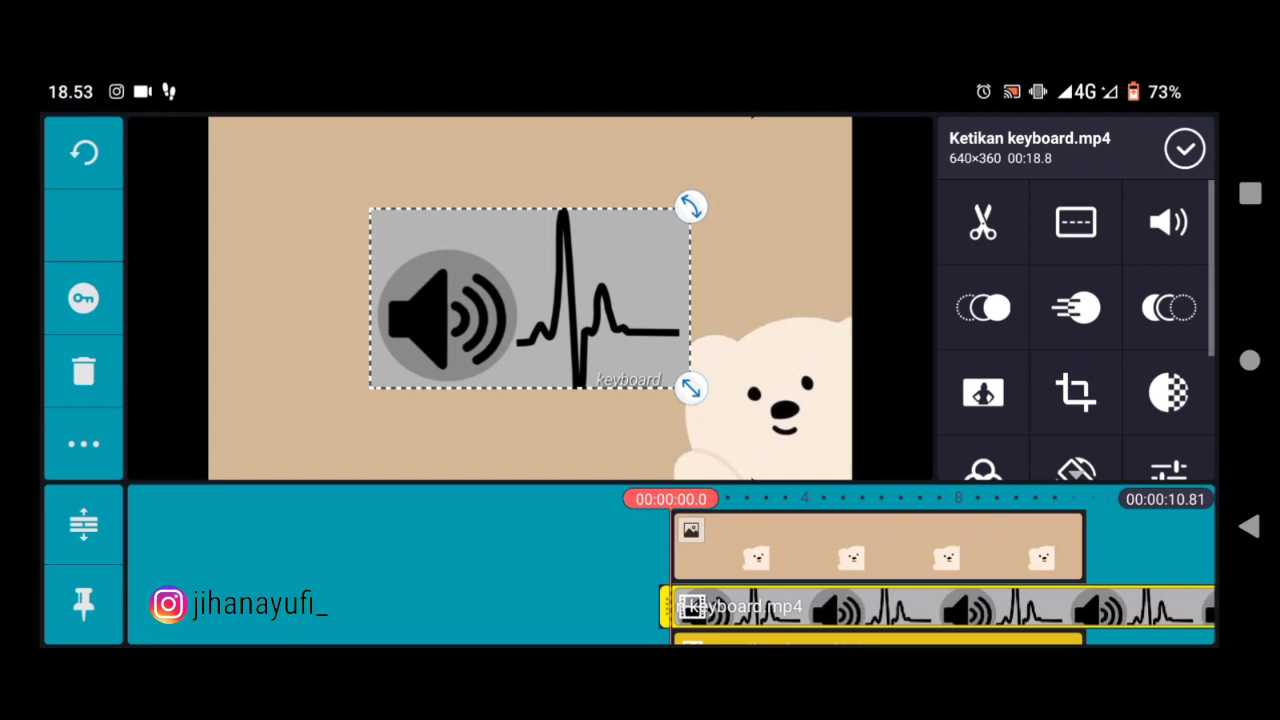 18.53
4G
73%
Ketikan keyboard.mp4
640×360 00:18.8
keyboard
00:00:00.0
4
8
00:00:10.81
keyboard.mp4
jihanayufi_